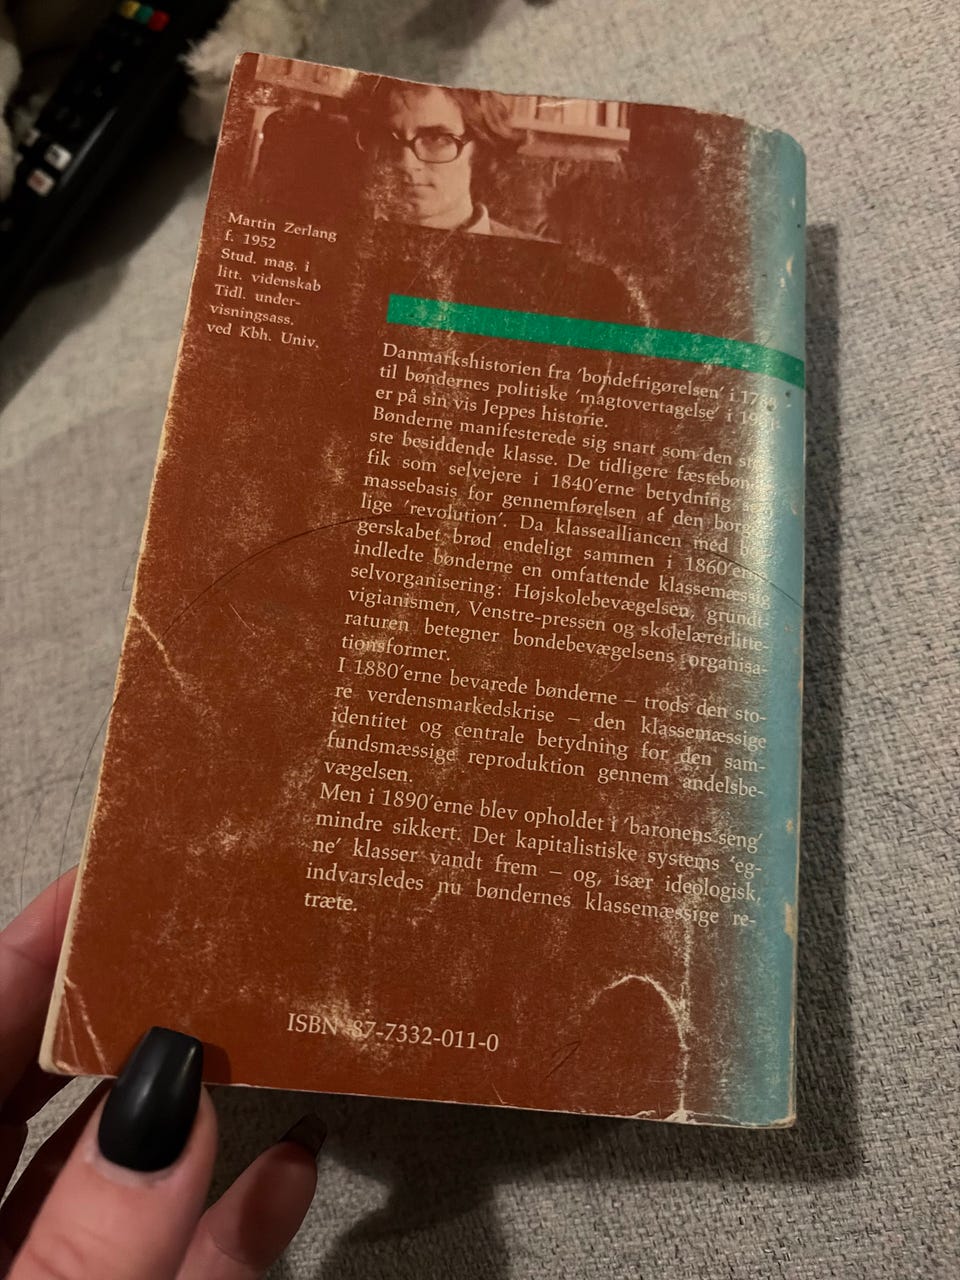 Martin Zerlang
f. 1952
Stud. mag. i
litt. videnskab
Tidl. under-
visningsass.
ved Kbh. Univ.
Danmarkshistorien fra 'bondefrigørelsen' i
til bøndernes politiske 'magtovertagelse' i
er på sin vis Jeppes historie.
Bønderne manifesterede sig snart som den
ste besiddende klasse. De tidligere
fik som selvejere i 1840'erne betydning
massebasis for gennemførelsen af den
lige 'revolution'. Da klassealliancen med
gerskabet brød endeligt sammen i 1860'erne
indledte bønderne en omfattende klassemæssig
selvorganisering: Højskolebevægelsen, grundt-
vigianismen, Venstre-pressen og skolelærerlitte-
raturen betegner bondebevægelsens organisa-
tionsformer.
I 1880'erne bevarede bønderne – trods den sto-
re verdensmarkedskrise – den klassemæssige
identitet og centrale betydning for den sam-
fundsmæssige reproduktion gennem andelsbe-
vægelsen.
Men i 1890'erne blev opholdet i 'baronens seng'
mindre sikkert. Det kapitalistiske systems 'eg-
ne' klasser vandt frem – og, især ideologisk,
indvarsledes nu bøndernes klassemæssige re-
træte.
ISBN 87-7332-011-0